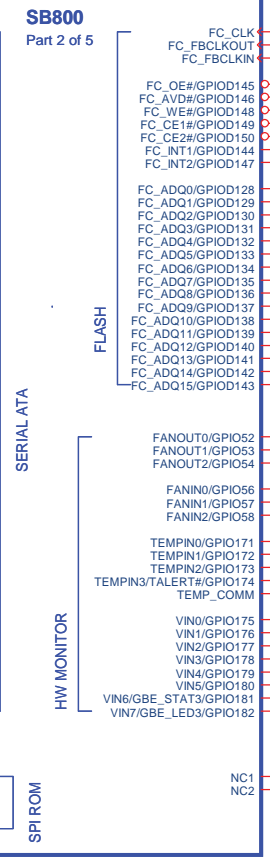 SB800
Part 2 of 5
FC_CLK
FC_FBCLKOUT
FC_FBCLKIN
FC_OE#/GPIOD145
FC_AVD#/GPIOD146
FC_WE#/GPIOD148
FC_CE1#/GPIOD149
FC_CE2#/GPIOD150
FC_INT1/GPIOD144
FC_INT2/GPIOD147
FC_ADQ0/GPIOD128
FC_ADQ1/GPIOD129
FC_ADQ2/GPIOD130
FC_ADQ3/GPIOD131
FC_ADQ4/GPIOD132
FC_ADQ5/GPIOD133
FC_ADQ6/GPIOD134
FC_ADQ7/GPIOD135
FC_ADQ8/GPIOD136
FC_ADQ9/GPIOD137
FC_ADQ10/GPIOD138
FC_ADQ11/GPIOD139
FC_ADQ12/GPIOD140
FC_ADQ13/GPIOD141
FC_ADQ14/GPIOD142
FC_ADQ15/GPIOD143
FLASH
SERIAL ATA
FANOUT0/GPIO52
FANOUT1/GPIO53
FANOUT2/GPIO54
FANIN0/GPIO56
FANIN1/GPIO57
FANIN2/GPIO58
TEMPIN0/GPIO171
TEMPIN1/GPIO172
TEMPIN2/GPIO173
TEMPIN3/TALERT#/GPIO174
TEMP_COMM
VIN0/GPIO175
VIN1/GPIO176
VIN2/GPIO177
VIN3/GPIO178
VIN4/GPIO179
VIN5/GPIO180
VIN6/GBE_STAT3/GPIO181
VIN7/GBE_LED3/GPIO182
HW MONITOR
NC1
NC2
SPI ROM